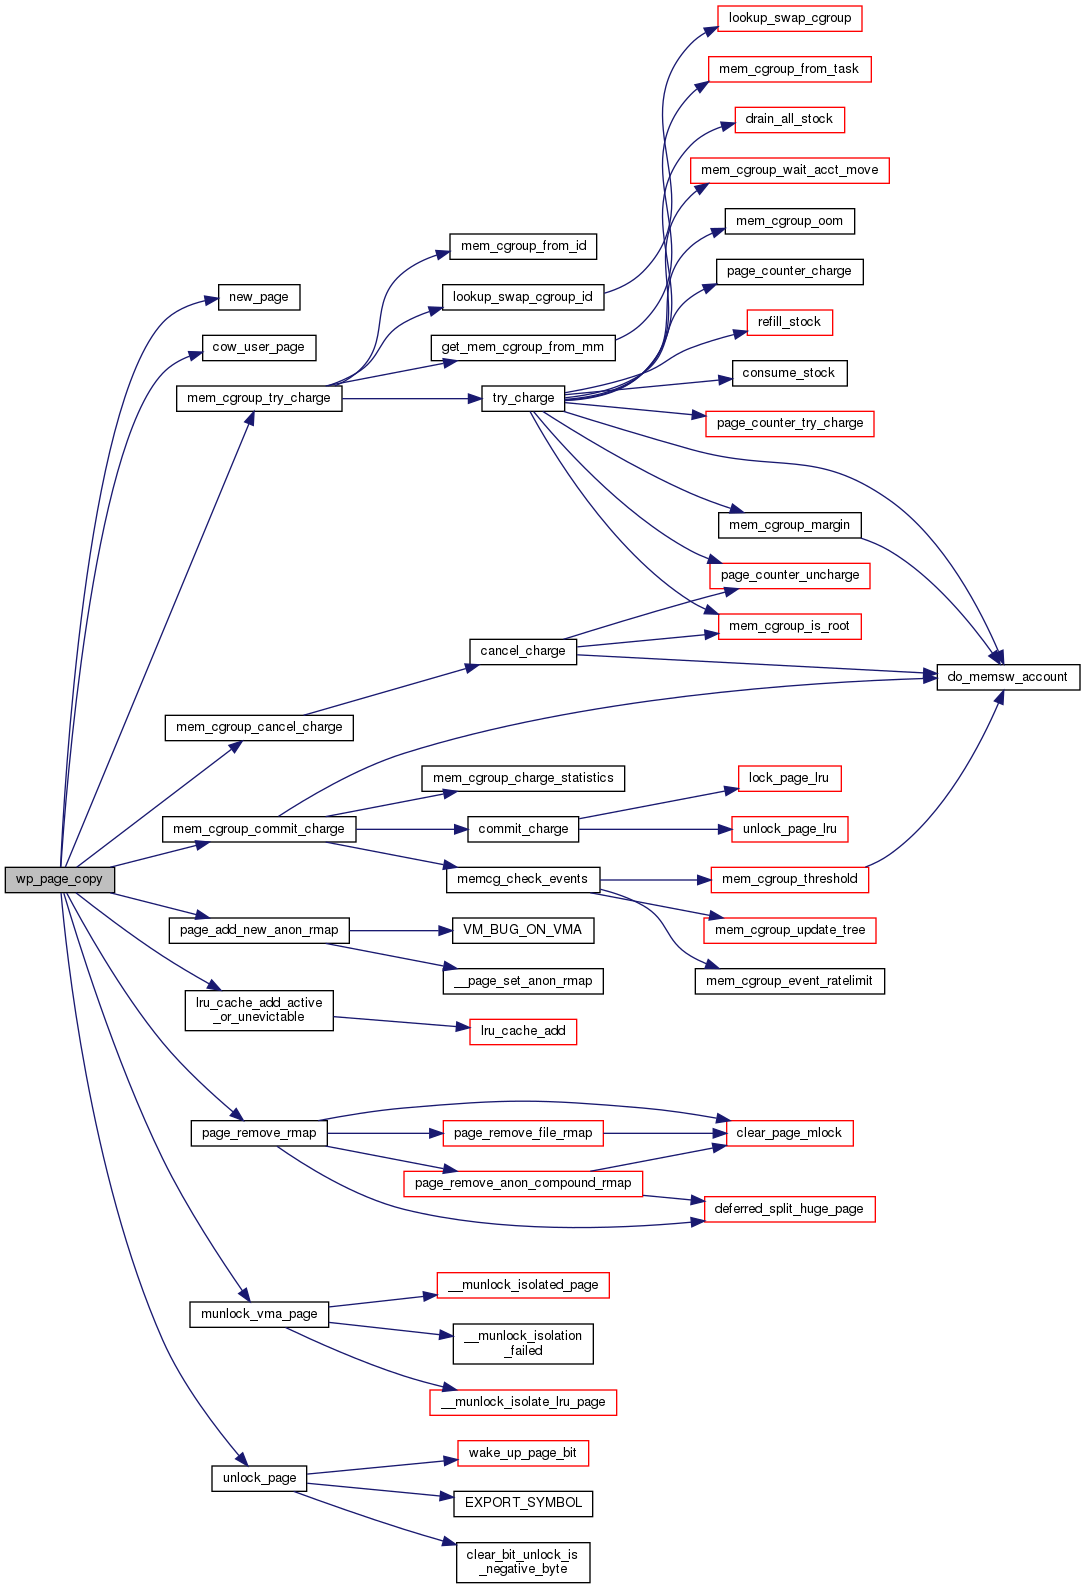 lookup_swap_cgroup
mem_cgroup_from_task
drain_all_stock
mem_cgroup_wait_acct_move
mem_cgroup_oom
mem_cgroup_from_id
page_counter_charge
new_page
lookup_swap_cgroup_id
refill_stock
cow_user_page
get_mem_cgroup_from_mm
consume_stock
mem_cgroup_try_charge
try_charge
page_counter_try_charge
mem_cgroup_margin
page_counter_uncharge
mem_cgroup_is_root
cancel_charge
do_memsw_account
mem_cgroup_cancel_charge
mem_cgroup_charge_statistics
lock_page_lru
mem_cgroup_commit_charge
commit_charge
unlock_page_lru
wp_page_copy
memcg_check_events
mem_cgroup_threshold
page_add_new_anon_rmap
VM_BUG_ON_VMA
mem_cgroup_update_tree
__page_set_anon_rmap
mem_cgroup_event_ratelimit
lru_cache_add_active
_or_unevictable
lru_cache_add
page_remove_rmap
page_remove_file_rmap
clear_page_mlock
page_remove_anon_compound_rmap
deferred_split_huge_page
__munlock_isolated_page
munlock_vma_page
__munlock_isolation
_failed
__munlock_isolate_lru_page
wake_up_page_bit
unlock_page
EXPORT_SYMBOL
clear_bit_unlock_is
_negative_byte